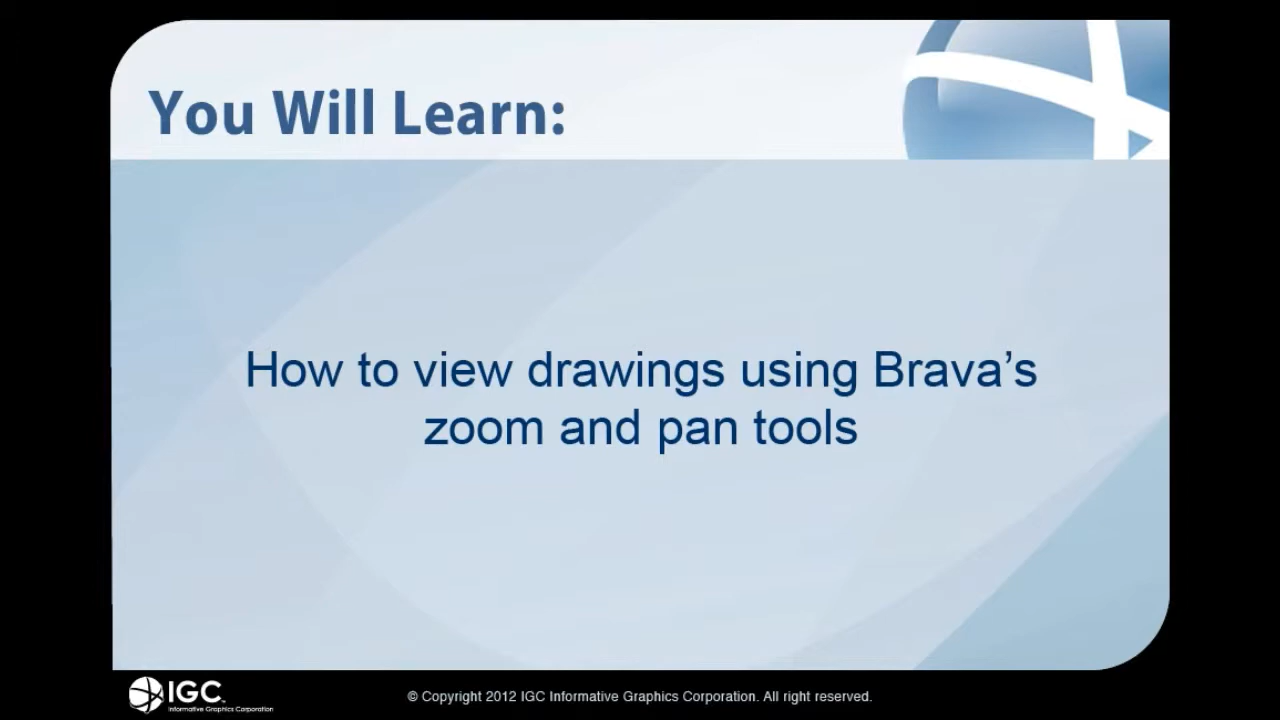 You Will Learn:
How to view drawings using Brava’s
zoom and pan tools
IGC
Informative Graphics Corporation
© Copyright 2012 IGC Informative Graphics Corporation. All right reserved.